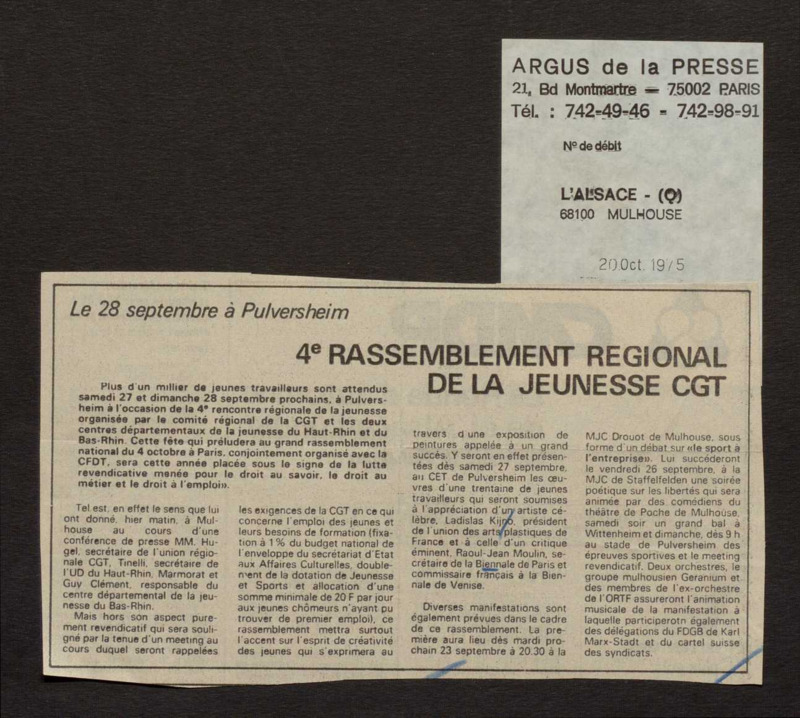 ARGUS de la PRESSE
21, Bd Montmartre - 75002 PARIS
Tél. : 742-49-46 - 742-98-91
N° de débit
L'ALSACE - (Q)
68100 MULHOUSE
20 Oct. 1975
Le 28 septembre à Pulversheim
4e RASSEMBLEMENT REGIONAL
DE LA JEUNESSE CGT
Plus d'un millier de jeunes travailleurs sont attendus
samedi 27 et dimanche 28 septembre prochains, à Pulvers-
heim à l'occasion de la 4e rencontre régionale de la jeunesse
organisée par le comité régional de la CGT et les deux
centres départementaux de la jeunesse du Haut-Rhin et du
Bas-Rhin. Cette fête qui préludera au grand rassemblement
national du 4 octobre à Paris, conjointement organisé avec la
CFDT, sera cette année placée sous le signe de la lutte
revendicative menée pour le droit au savoir, le droit au
métier et le droit à l'emploi».
Tel est, en effet le sens que lui
ont donné, hier matin, à Mul-
house au cours d'une
conférence de presse MM. Hu-
gel, secrétaire de l'union régio-
nale CGT, Tinelli, secrétaire de
l'UD du Haut-Rhin, Marmorat et
Guy Clément, responsable du
centre départemental de la jeu-
nesse du Bas-Rhin.
Mais hors son aspect pure-
ment revendicatif qui sera souli-
gné par la tenue d'un meeting au
cours duquel seront rappelées
les exigences de la CGT en ce qui
concerne l'emploi des jeunes et
leurs besoins de formation (fixa-
tion à 1% du budget national de
l'enveloppe du secrétariat d'Etat
aux Affaires Culturelles, double-
ment de la dotation de Jeunesse
et Sports et allocation d'une
somme minimale de 20 F par jour
aux jeunes chômeurs n'ayant pu
trouver de premier emploi), ce
rassemblement mettra surtout
l'accent sur l'esprit de créativité
des jeunes qui s'exprimera au
travers d'une exposition de
peintures appelée à un grand
succès. Y seront en effet présen-
tées dès samedi 27 septembre,
au CET de Pulversheim les œu-
vres d'une trentaine de jeunes
travailleurs qui seront soumises
à l'appréciation d'un artiste cé-
lèbre, Ladislas Kijno, président
de l'union des arts plastiques de
France et à celle d'un critique
éminent, Raoul-Jean Moulin, se-
crétaire de la Biennale de Paris et
commissaire français à la Bien-
nale de Venise.
Diverses manifestations sont
également prévues dans le cadre
de ce rassemblement. La pre-
mière aura lieu dès mardi pro-
chain 23 septembre à 20.30 à la
MJC Drouot de Mulhouse, sous
forme d'un débat sur «le sport à
l'entreprise». Lui succéderont
le vendredi 26 septembre, à la
MJC de Staffelfelden une soirée
poétique sur les libertés qui sera
animée par des comédiens du
théâtre de Poche de Mulhouse,
samedi soir un grand bal à
Wittenheim et dimanche, dès 9 h
au stade de Pulversheim des
épreuves sportives et le meeting
revendicatif. Deux orchestres, le
groupe mulhousien Geranium et
des membres de l'ex-orchestre
de l'ORTF assureront l'animation
musicale de la manifestation à
laquelle participerotn également
des délégations du FDGB de Karl
Marx-Stadt et du cartel suisse
des syndicats.